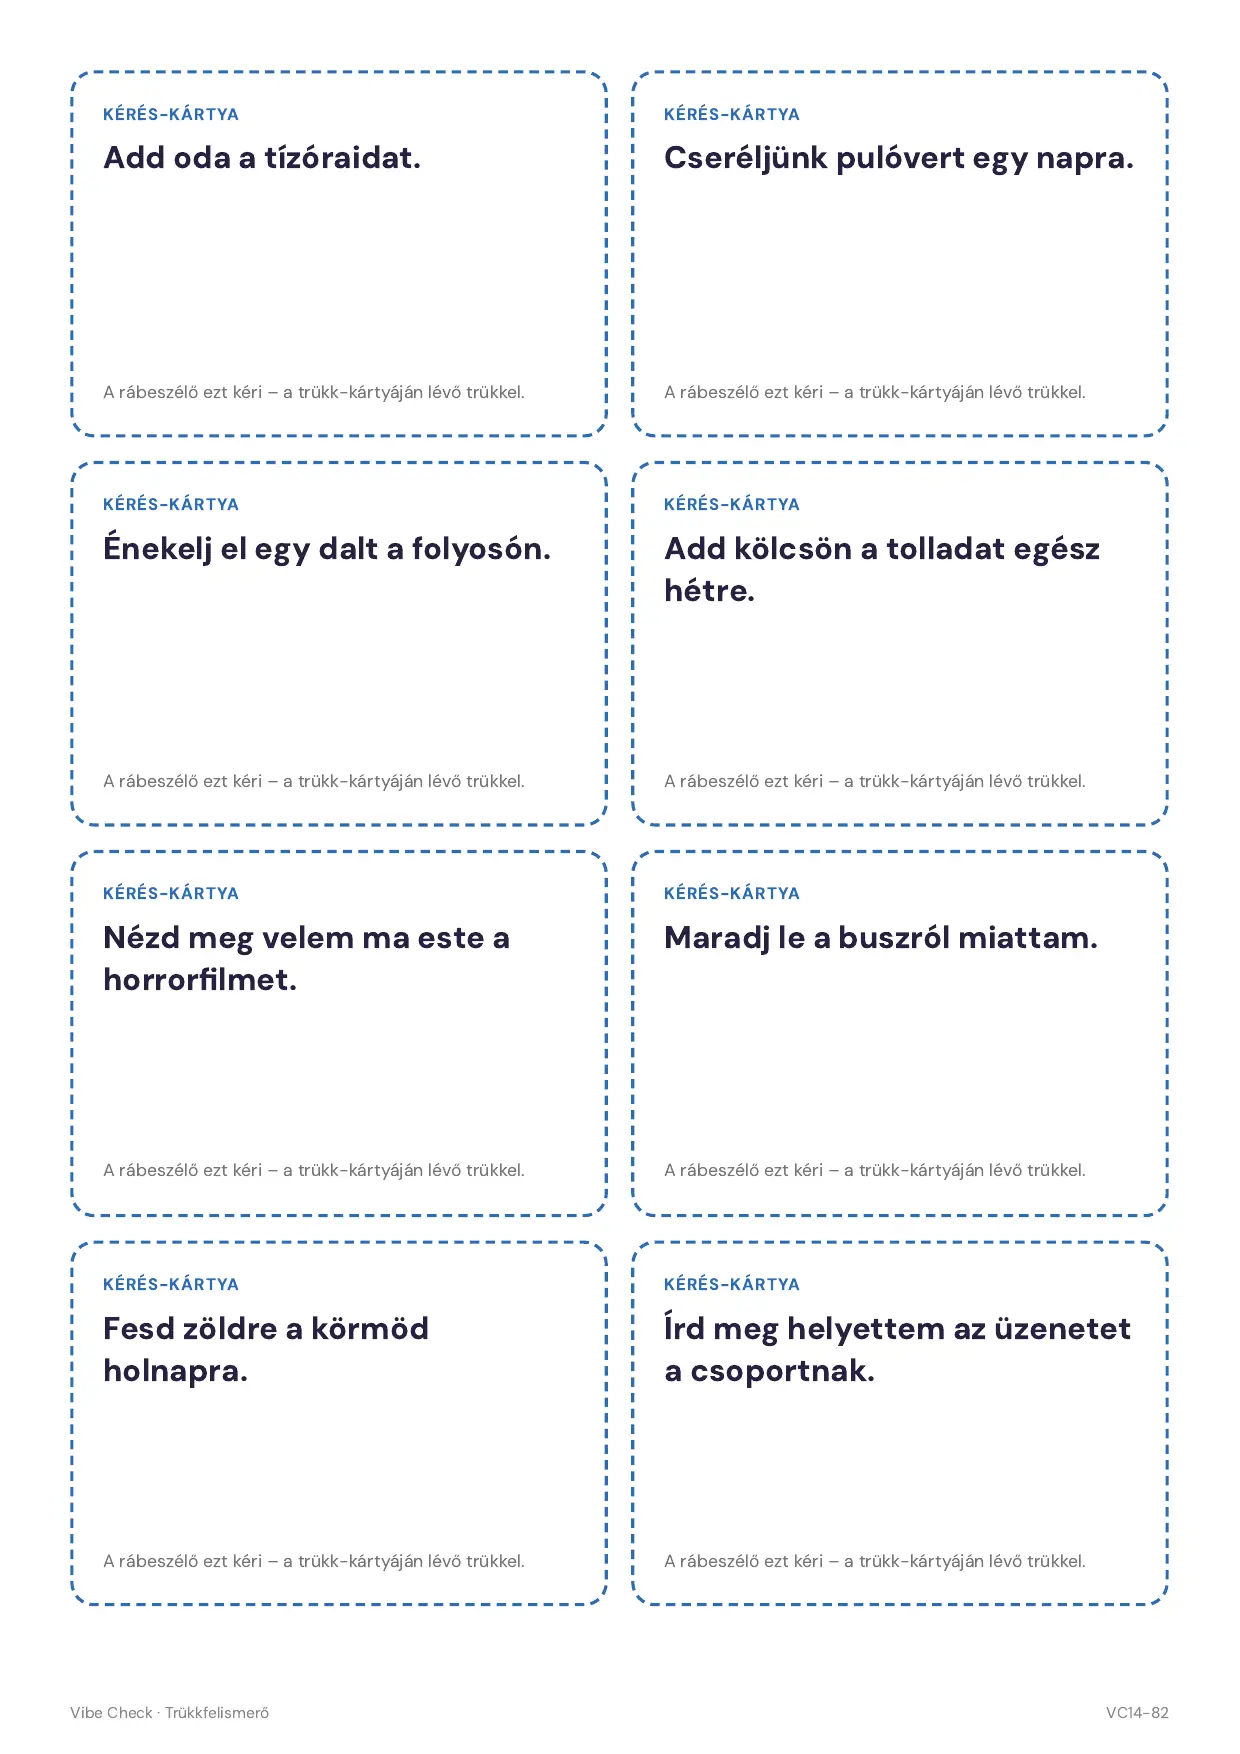 KÉRÉS-KÁRTYA
Add oda a tízóraidat.
A rábeszélő ezt kéri – a trükk-kártyáján lévő trükkel.
KÉRÉS-KÁRTYA
Cseréljünk pulóvert egy napra.
A rábeszélő ezt kéri – a trükk-kártyáján lévő trükkel.
KÉRÉS-KÁRTYA
Énekelj el egy dalt a folyosón.
A rábeszélő ezt kéri – a trükk-kártyáján lévő trükkel.
KÉRÉS-KÁRTYA
Add kölcsön a tolladat egész
hétre.
A rábeszélő ezt kéri – a trükk-kártyáján lévő trükkel.
KÉRÉS-KÁRTYA
Nézd meg velem ma este a
horrorfilmet.
A rábeszélő ezt kéri – a trükk-kártyáján lévő trükkel.
KÉRÉS-KÁRTYA
Maradj le a buszról miattam.
A rábeszélő ezt kéri – a trükk-kártyáján lévő trükkel.
KÉRÉS-KÁRTYA
Fesd zöldre a körmöd
holnapra.
A rábeszélő ezt kéri – a trükk-kártyáján lévő trükkel.
KÉRÉS-KÁRTYA
Írd meg helyettem az üzenetet
a csoportnak.
A rábeszélő ezt kéri – a trükk-kártyáján lévő trükkel.
Vibe Check · Trükkfelismerő
VC14-82